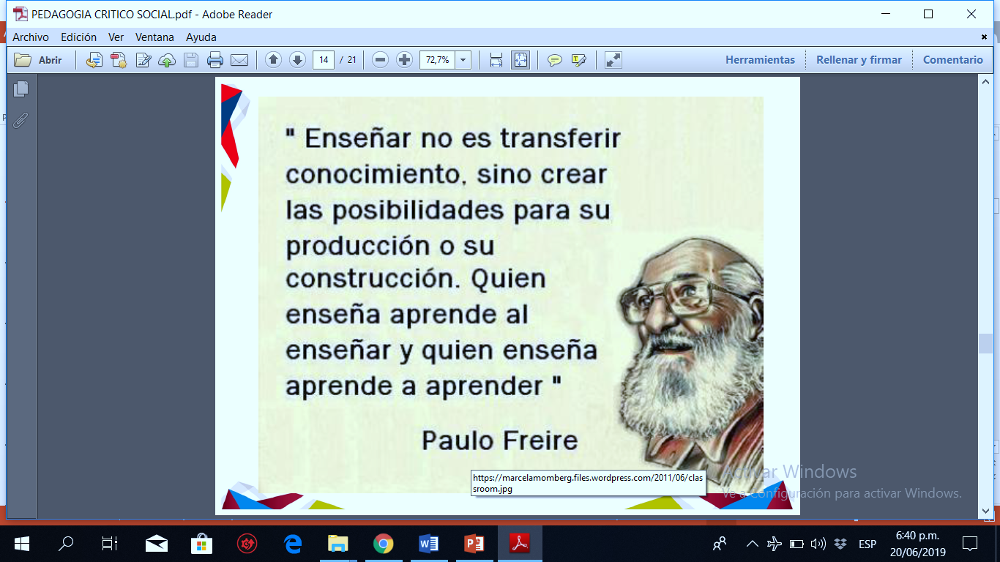 PEDAGOGIA CRITICO SOCIAL.pdf - Adobe Reader
Archivo Edición Ver Ventana Ayuda
Abrir 14 / 21 72,7% Herramientas Rellenar y firmar Comentario
" Enseñar no es transferir
conocimiento, sino crear
las posibilidades para su
producción o su
construcción. Quien
enseña aprende al
enseñar y quien enseña
aprende a aprender "
Paulo Freire
https://marcelamomberg.files.wordpress.com/2011/06/clas
sroom.jpg
Activar Windows
Ve a Configuración para activar Windows.
ESP
6:40 p.m.
20/06/2019